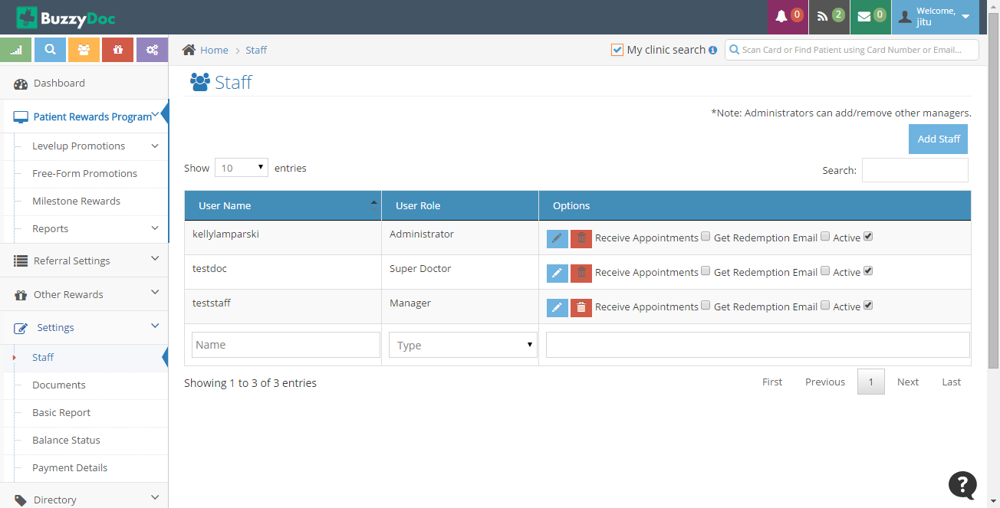 BuzzyDoc
0
2
0
Welcome,
jitu
Home > Staff
My clinic search
Scan Card or Find Patient using Card Number or Email...
Dashboard
Patient Rewards Program
Levelup Promotions
Free-Form Promotions
Milestone Rewards
Reports
Referral Settings
Other Rewards
Settings
Staff
Documents
Basic Report
Balance Status
Payment Details
Directory
Staff
*Note: Administrators can add/remove other managers.
Add Staff
Show 10 entries
Search:
User Name User Role Options
kellylamparski Administrator Receive Appointments Get Redemption Email Active
testdoc Super Doctor Receive Appointments Get Redemption Email Active
teststaff Manager Receive Appointments Get Redemption Email Active
Name Type
Showing 1 to 3 of 3 entries
First Previous 1 Next Last
?